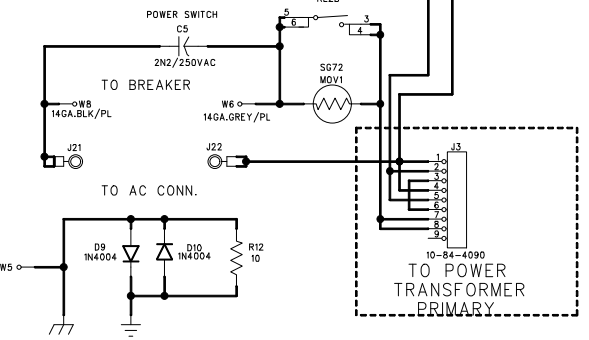 POWER SWITCH
C5
2N2/250VAC
5
6
3
4
SG72
MOV1
TO BREAKER
W8
14GA.BLK/PL
W6
14GA.GREY/PL
J21
J22
TO AC CONN.
J3
1
2
3
4
5
6
7
8
9
10-84-4090
TO POWER
TRANSFORMER
PRIMARY
D9
1N4004
D10
1N4004
R12
10
W5